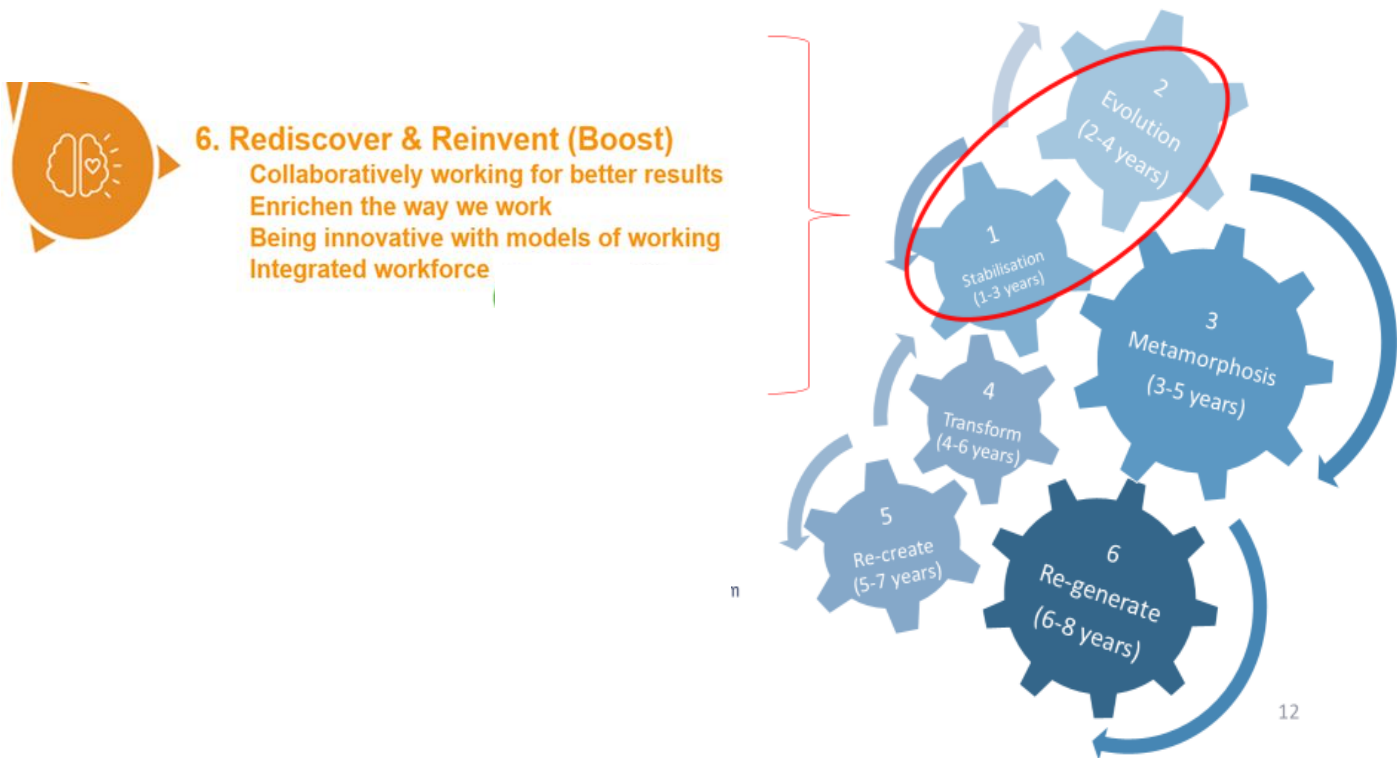 6. Rediscover & Reinvent (Boost)
Collaboratively working for better results
Enrichen the way we work
Being innovative with models of working
Integrated workforce
2
Evolution
(2-4 years)
1
Stabilisation
(1-3 years)
3
Metamorphosis
(3-5 years)
4
Transform
(4-6 years)
5
Re-create
(5-7 years)
6
Re-generate
(6-8 years)
n
12